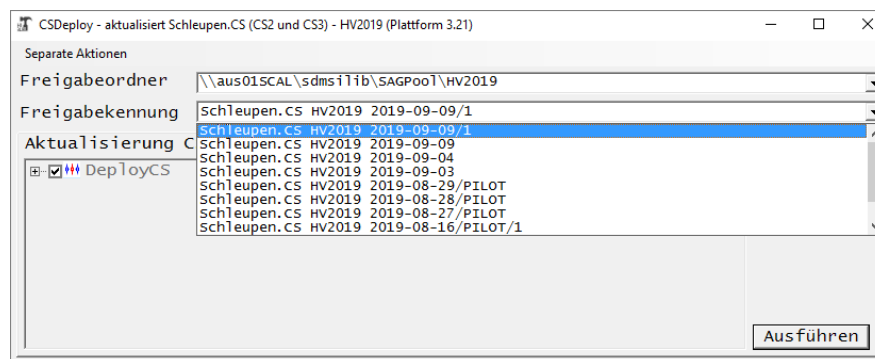 CSDeploy - aktualisiert Schleupen.CS (CS2 und CS3) - HV2019 (Plattform 3.21)
Separate Aktionen
Freigabeordner \\aus01SCAL\sdmsilib\SAGPool\HV2019
Freigabekennung Schleupen.CS HV2019 2019-09-09/1
Schleupen.CS HV2019 2019-09-09/1
Aktualisierung C
Schleupen.CS HV2019 2019-09-09
Schleupen.CS HV2019 2019-09-04
DeployCS
Schleupen.CS HV2019 2019-09-03
Schleupen.CS HV2019 2019-08-29/PILOT
Schleupen.CS HV2019 2019-08-28/PILOT
Schleupen.CS HV2019 2019-08-27/PILOT
Schleupen.CS HV2019 2019-08-16/PILOT/1
Ausführen